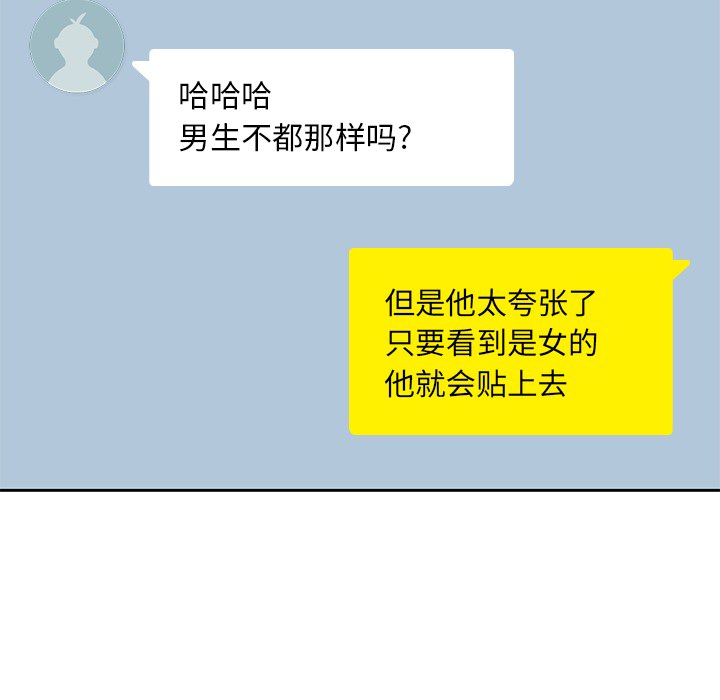 哈哈哈
男生不都那样吗?
但是他太夸张了
只要看到是女的
他就会贴上去